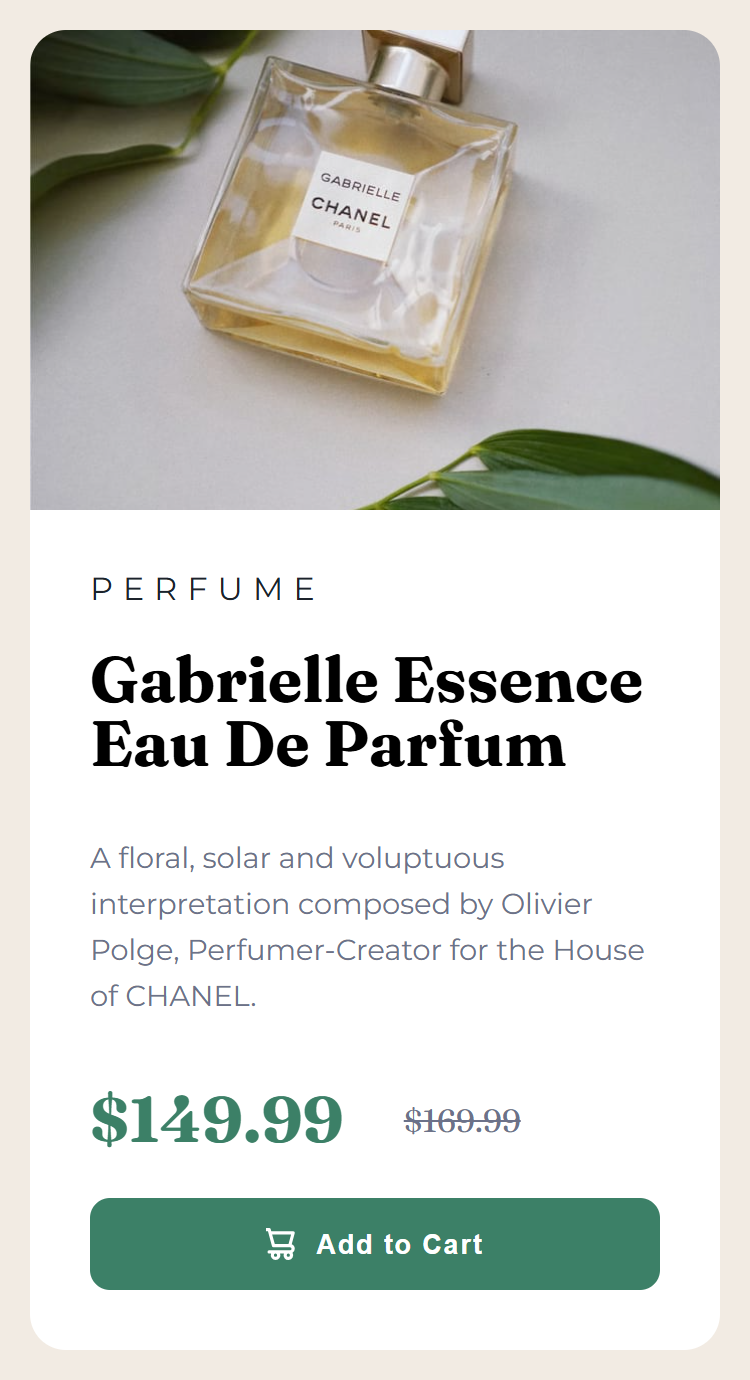 GABRIELLE
CHANEL
PARIS
PERFUME
Gabrielle Essence
Eau De Parfum
A floral, solar and voluptuous
interpretation composed by Olivier
Polge, Perfumer-Creator for the House
of CHANEL.
$149.99 $169.99
Add to Cart